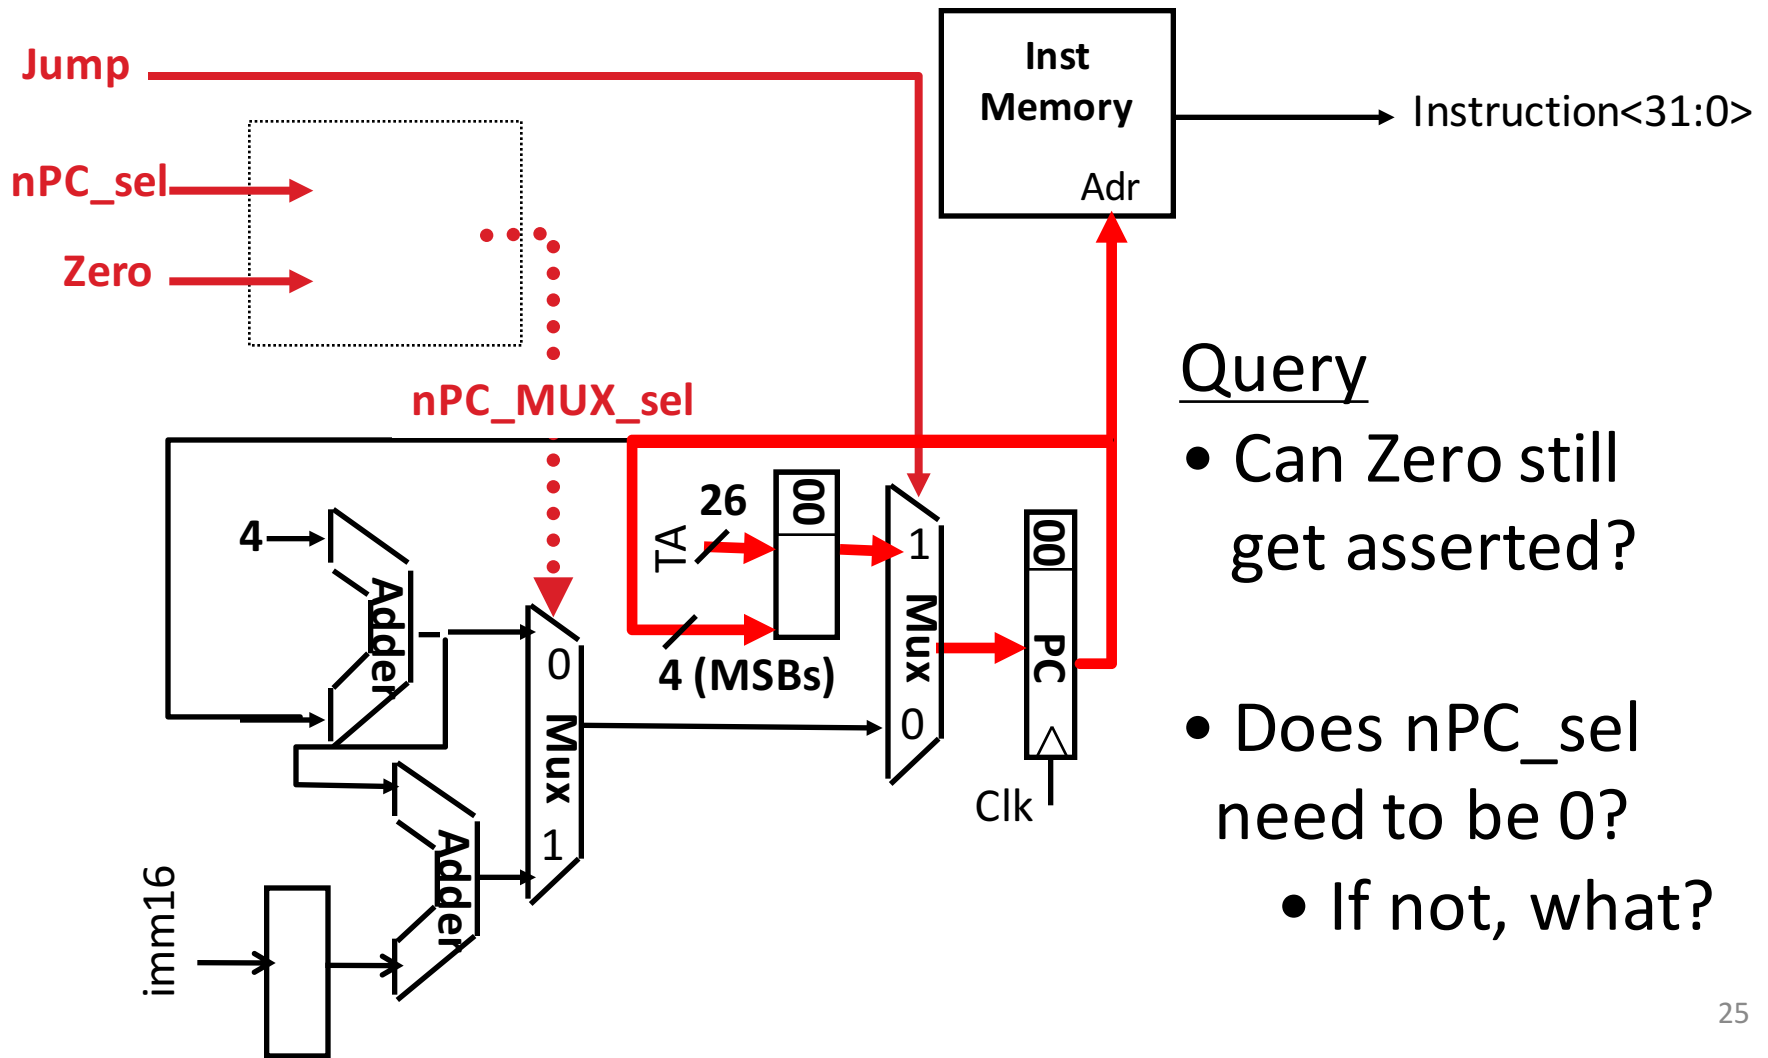 Jump
Inst
Memory
Instruction<31:0>
nPC_sel
Adr
Zero
Query
nPC_MUX_sel
• Can Zero still
get asserted?
26
00
4
TA
1
00
Adder
Mux
PC
0
4 (MSBs)
0
Mux
• Does nPC_sel
need to be 0?
Clk
1
Adder
imm16
• If not, what?
25